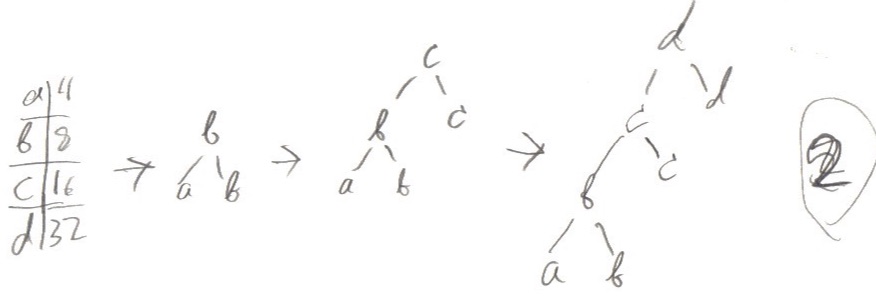 a|4
b|8
c|16
d|32
→ b
a b
→ c
b c
a b
→ d
c d
b c
a b
2